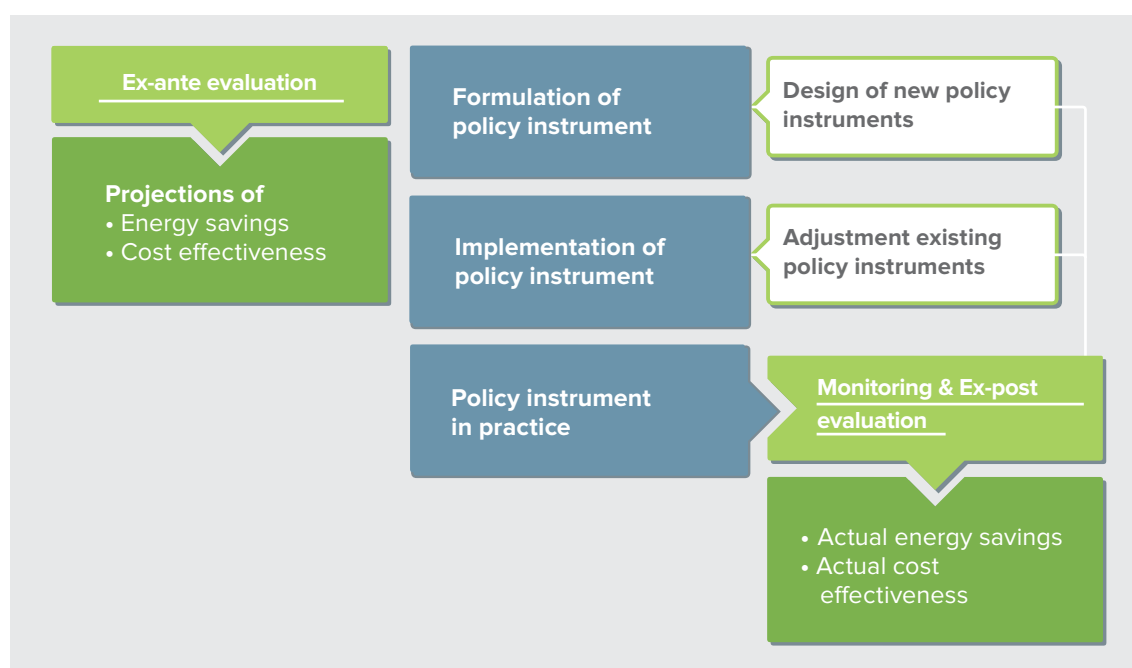 Ex-ante evaluation
Projections of
• Energy savings
• Cost effectiveness
Formulation of
policy instrument
Design of new policy
instruments
Implementation of
policy instrument
Adjustment existing
policy instruments
Policy instrument
in practice
Monitoring & Ex-post
evaluation
• Actual energy savings
• Actual cost
effectiveness